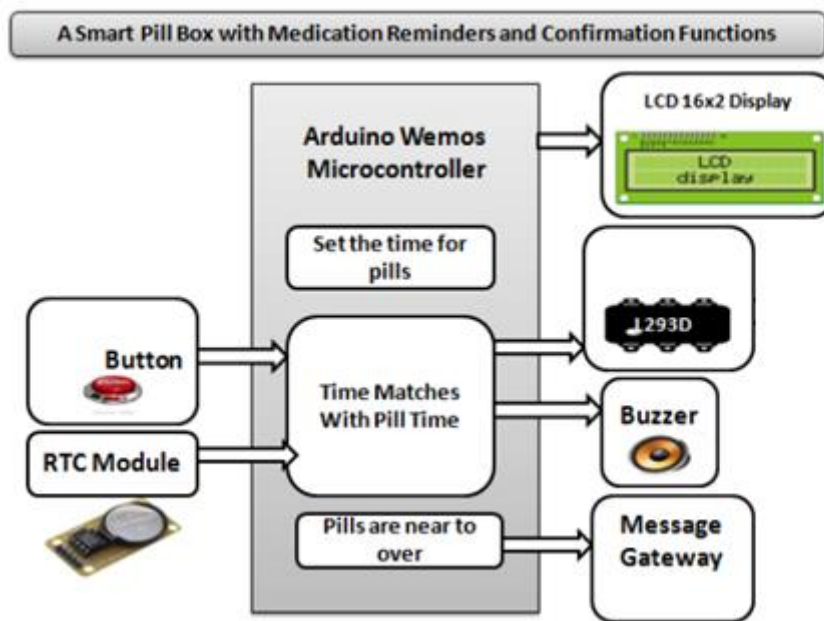 A Smart Pill Box with Medication Reminders and Confirmation Functions
Arduino Wemos
Microcontroller
LCD 16x2 Display
LCD
display
Set the time for
pills
L293D
Button
Time Matches
With Pill Time
Buzzer
RTC Module
Pills are near to
over
Message
Gateway